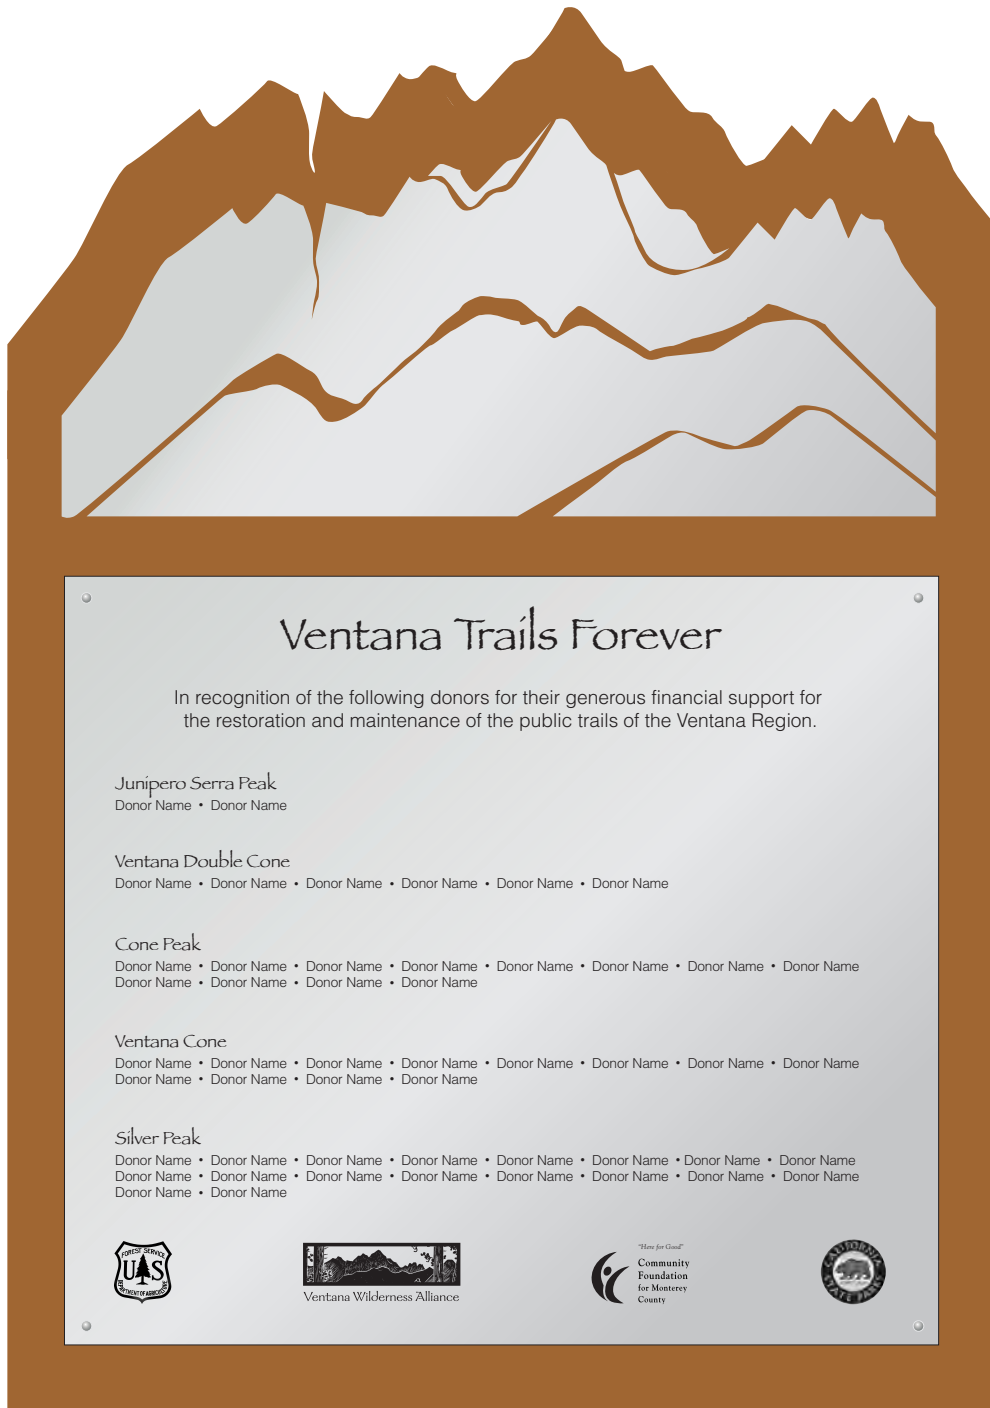 Ventana Trails Forever
In recognition of the following donors for their generous financial support for
the restoration and maintenance of the public trails of the Ventana Region.
Junipero Serra Peak
Donor Name • Donor Name
Ventana Double Cone
Donor Name • Donor Name • Donor Name • Donor Name • Donor Name • Donor Name
Cone Peak
Donor Name • Donor Name • Donor Name • Donor Name • Donor Name • Donor Name • Donor Name • Donor Name
Donor Name • Donor Name • Donor Name • Donor Name
Ventana Cone
Donor Name • Donor Name • Donor Name • Donor Name • Donor Name • Donor Name • Donor Name • Donor Name
Donor Name • Donor Name • Donor Name • Donor Name
Silver Peak
Donor Name • Donor Name • Donor Name • Donor Name • Donor Name • Donor Name • Donor Name • Donor Name
Donor Name • Donor Name • Donor Name • Donor Name • Donor Name • Donor Name • Donor Name • Donor Name
Donor Name • Donor Name
FOREST SERVICE
U S
DEPARTMENT OF AGRICULTURE
Ventana Wilderness Alliance
"Here for Good"
Community
Foundation
for Monterey
County
CALIFORNIA
STATE PARKS